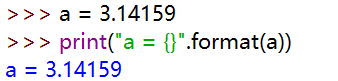 >>> a = 3.14159
>>> print("a = {}".format(a))
a = 3.14159